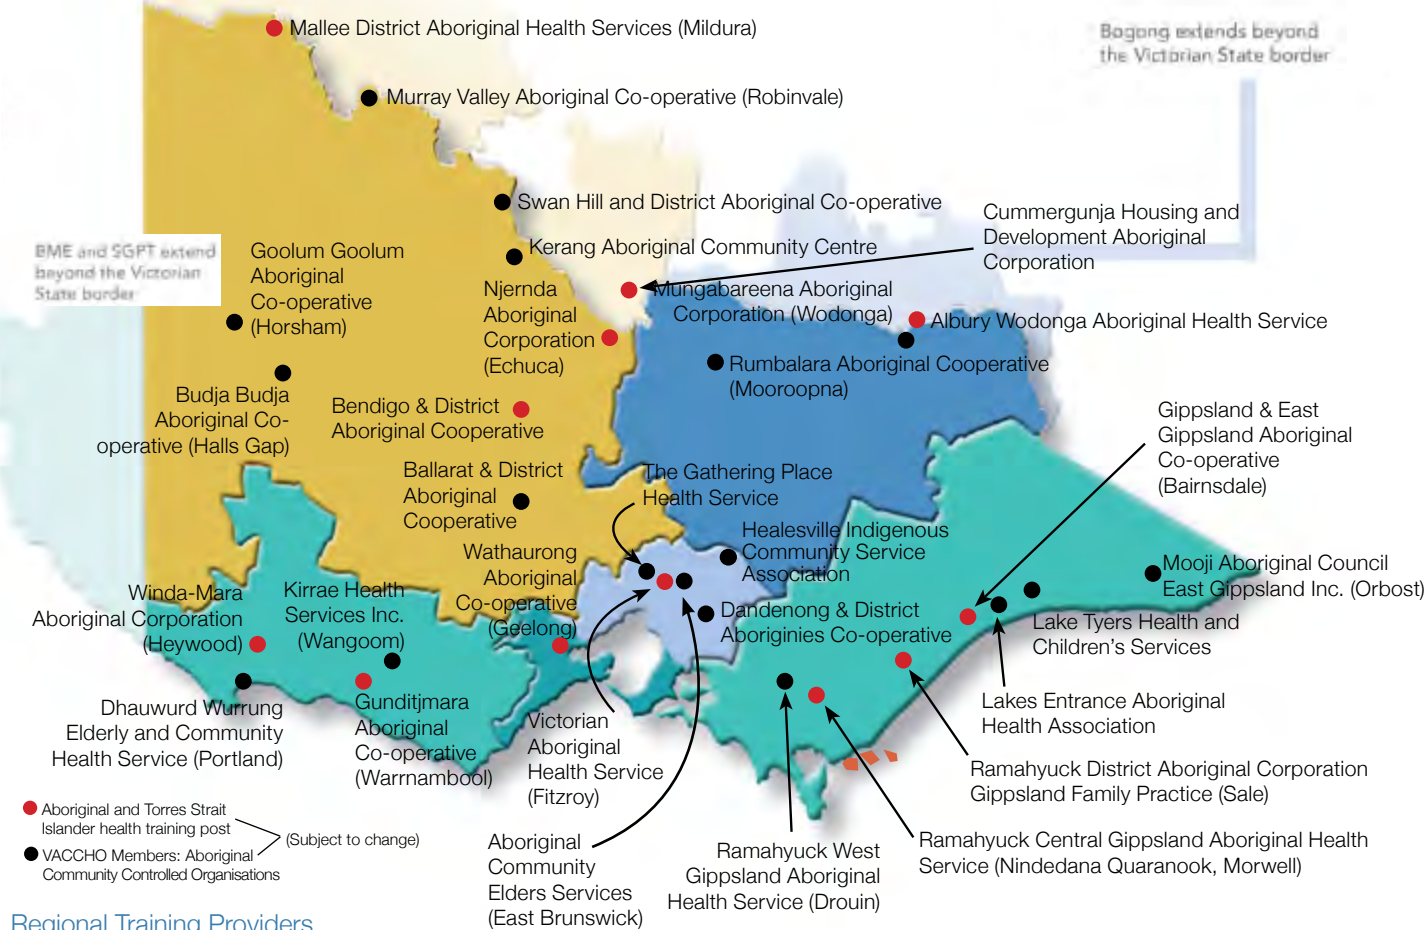 Mallee District Aboriginal Health Services (Mildura)
Bogong extends beyond
the Victorian State border
Murray Valley Aboriginal Co-operative (Robinvale)
Swan Hill and District Aboriginal Co-operative
Cummergunja Housing and
Development Aboriginal
Corporation
Kerang Aboriginal Community Centre
BME and SGPT extend
beyond the Victorian
State border
Goolum Goolum
Aboriginal
Co-operative
(Horsham)
Njernda
Aboriginal
Corporation
(Echuca)
Mungabareena Aboriginal
Corporation (Wodonga)
Albury Wodonga Aboriginal Health Service
Rumbalara Aboriginal Cooperative
(Mooroopna)
Budja Budja
Aboriginal Co-
operative (Halls Gap)
Bendigo & District
Aboriginal Cooperative
Gippsland & East
Gippsland Aboriginal
Co-operative
(Bairnsdale)
Ballarat & District
Aboriginal
Cooperative
The Gathering Place
Health Service
Healesville Indigenous
Community Service
Association
Wathaurong
Aboriginal
Co-operative
(Geelong)
Mooji Aboriginal Council
East Gippsland Inc. (Orbost)
Winda-Mara
Aboriginal Corporation
(Heywood)
Kirrae Health
Services Inc.
(Wangoom)
Dandenong & District
Aboriginies Co-operative
Lake Tyers Health and
Children's Services
Dhauwurd Wurrung
Elderly and Community
Health Service (Portland)
Gunditjmara
Aboriginal
Co-operative
(Warrnambool)
Victorian
Aboriginal
Health Service
(Fitzroy)
Lakes Entrance Aboriginal
Health Association
Ramahyuck District Aboriginal Corporation
Gippsland Family Practice (Sale)
Aboriginal and Torres Strait
Islander health training post
(Subject to change)
VACCHO Members: Aboriginal
Community Controlled Organisations
Aboriginal
Community
Elders Services
(East Brunswick)
Ramahyuck West
Gippsland Aboriginal
Health Service (Drouin)
Ramahyuck Central Gippsland Aboriginal Health
Service (Nindedana Quaranook, Morwell)
Regional Training Providers